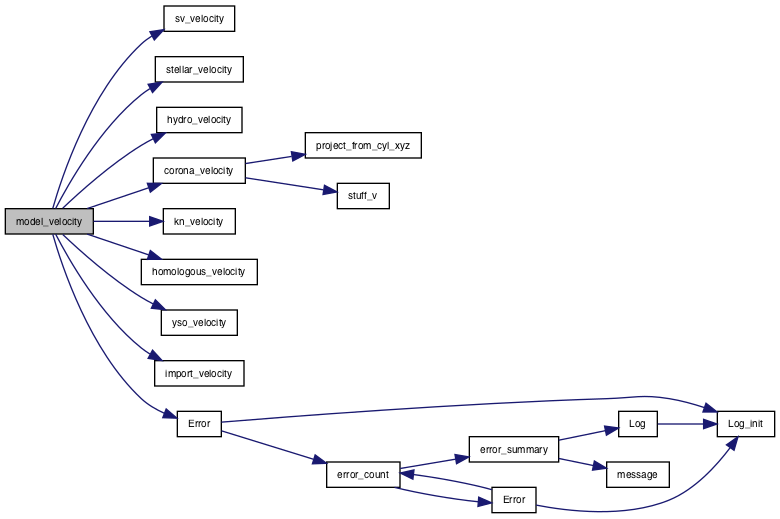 sv_velocity
stellar_velocity
hydro_velocity
project_from_cyl_xyz
corona_velocity
stuff_v
model_velocity
kn_velocity
homologous_velocity
yso_velocity
import_velocity
Error
Log
Log_init
error_summary
error_count
message
Error